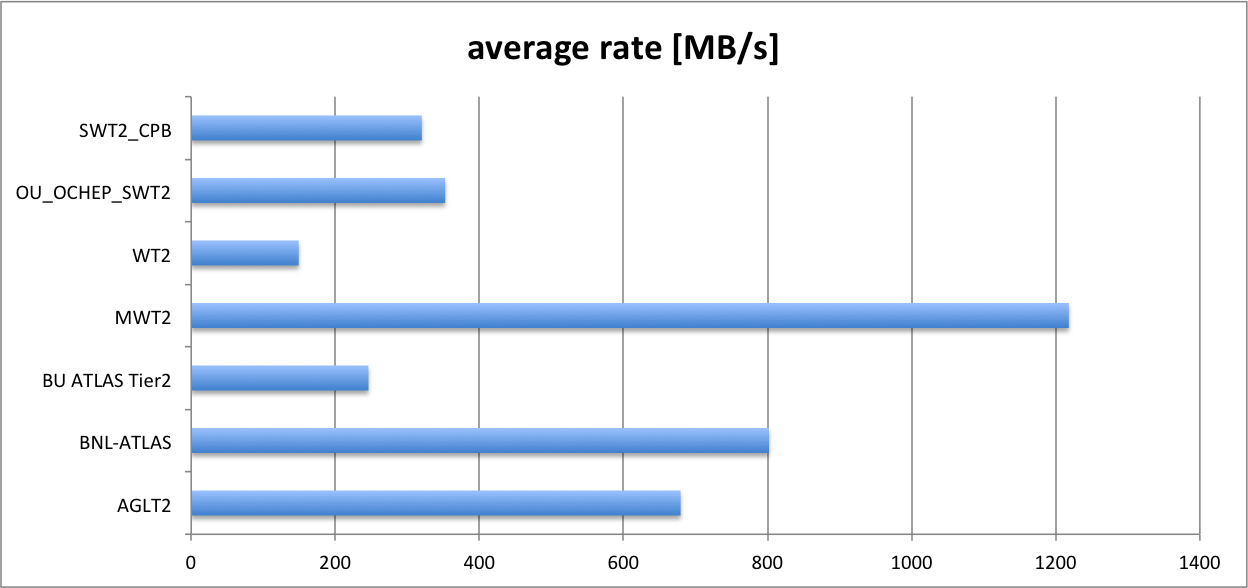 average rate [MB/s]
SWT2_CPB
OU_OCHEP_SWT2
WT2
MWT2
BU ATLAS Tier2
BNL-ATLAS
AGLT2
0 200 400 600 800 1000 1200 1400